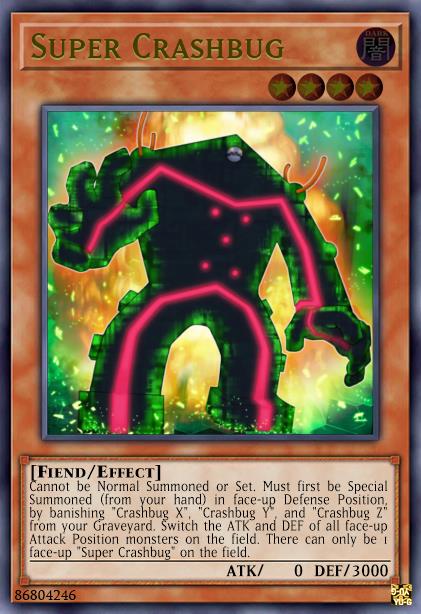 Super Crashbug
DARK
闇
[Fiend/Effect]
Cannot be Normal Summoned or Set. Must first be Special
Summoned (from your hand) in face-up Defense Position,
by banishing "Crashbug X", "Crashbug Y", and "Crashbug Z"
from your Graveyard. Switch the ATK and DEF of all face-up
Attack Position monsters on the field. There can only be 1
face-up "Super Crashbug" on the field.
ATK/ 0 DEF/3000
86804246